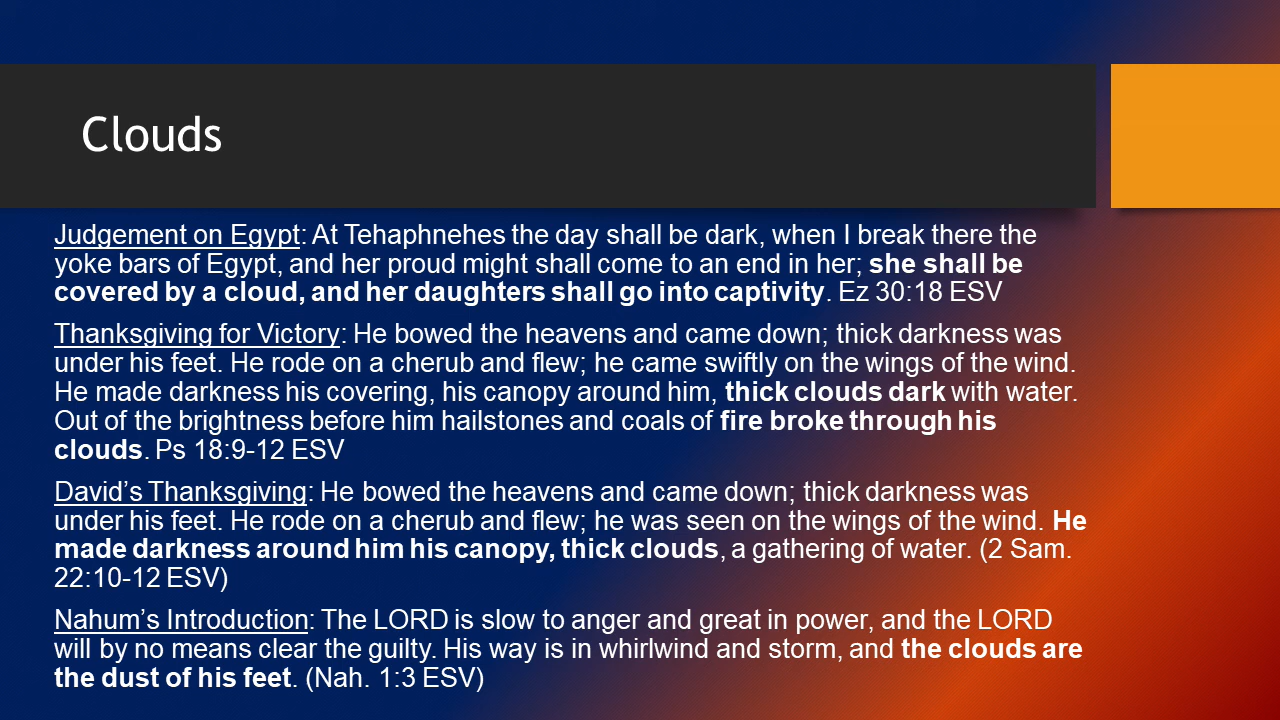 Clouds
Judgement on Egypt: At Tehaphnehes the day shall be dark, when I break there the
yoke bars of Egypt, and her proud might shall come to an end in her; she shall be
covered by a cloud, and her daughters shall go into captivity. Ez 30:18 ESV
Thanksgiving for Victory: He bowed the heavens and came down; thick darkness was
under his feet. He rode on a cherub and flew; he came swiftly on the wings of the wind.
He made darkness his covering, his canopy around him, thick clouds dark with water.
Out of the brightness before him hailstones and coals of fire broke through his
clouds. Ps 18:9-12 ESV
David’s Thanksgiving: He bowed the heavens and came down; thick darkness was
under his feet. He rode on a cherub and flew; he was seen on the wings of the wind. He
made darkness around him his canopy, thick clouds, a gathering of water. (2 Sam.
22:10-12 ESV)
Nahum’s Introduction: The LORD is slow to anger and great in power, and the LORD
will by no means clear the guilty. His way is in whirlwind and storm, and the clouds are
the dust of his feet. (Nah. 1:3 ESV)